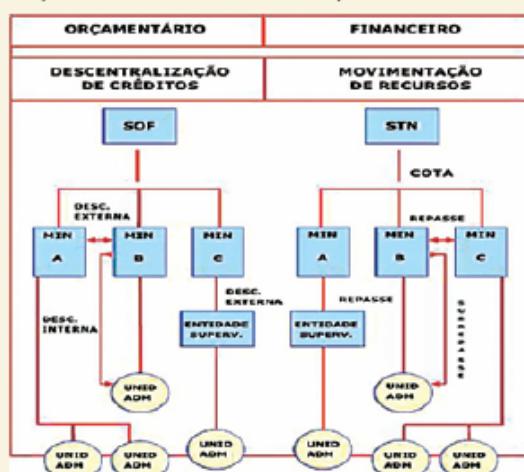 ORÇAMENTÁRIO
FINANCEIRO
DESCENTRALIZAÇÃO
DE CRÉDITOS
MOVIMENTAÇÃO
DE RECURSOS
SOF
STN
COTA
DESC.
EXTERNA
REPASSE
MIN
A
MIN
B
MIN
C
MIN
A
MIN
B
MIN
C
DESC.
EXTERNA
REPASSE
DESC.
INTERNA
ENTIDADE
SUPERV.
ENTIDADE
SUPERV.
SUBREPASSE
UNID
ADM
UNID
ADM
UNID
ADM
UNID
ADM
UNID
ADM
UNID
ADM
UNID
ADM
UNID
ADM